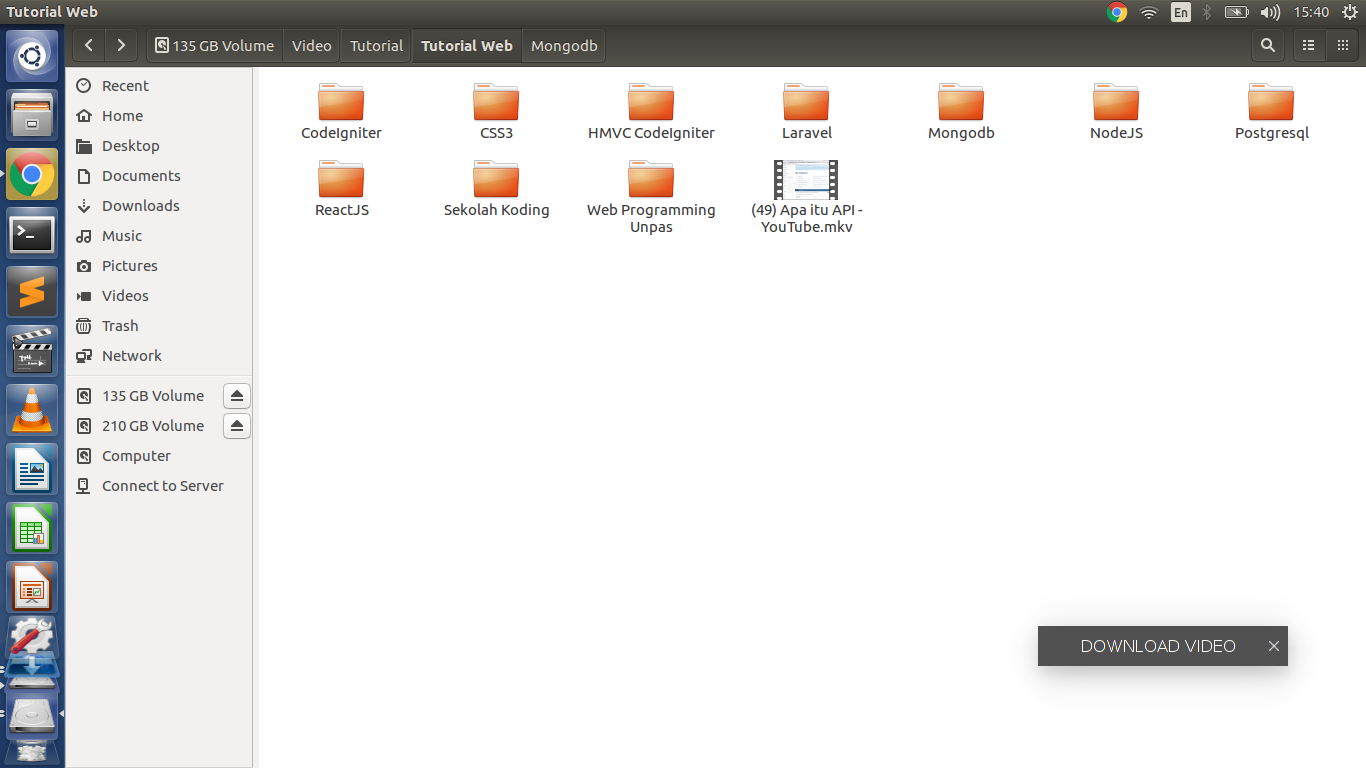 Tutorial Web
En
15:40
135 GB Volume
Video
Tutorial
Tutorial Web
Mongodb
Recent
Home
Desktop
Documents
Downloads
Music
Pictures
Videos
Trash
Network
135 GB Volume
210 GB Volume
Computer
Connect to Server
CodeIgniter
CSS3
HMVC CodeIgniter
Laravel
Mongodb
NodeJS
Postgresql
ReactJS
Sekolah Koding
Web Programming
Unpas
(49) Apa itu API -
YouTube.mkv
DOWNLOAD VIDEO